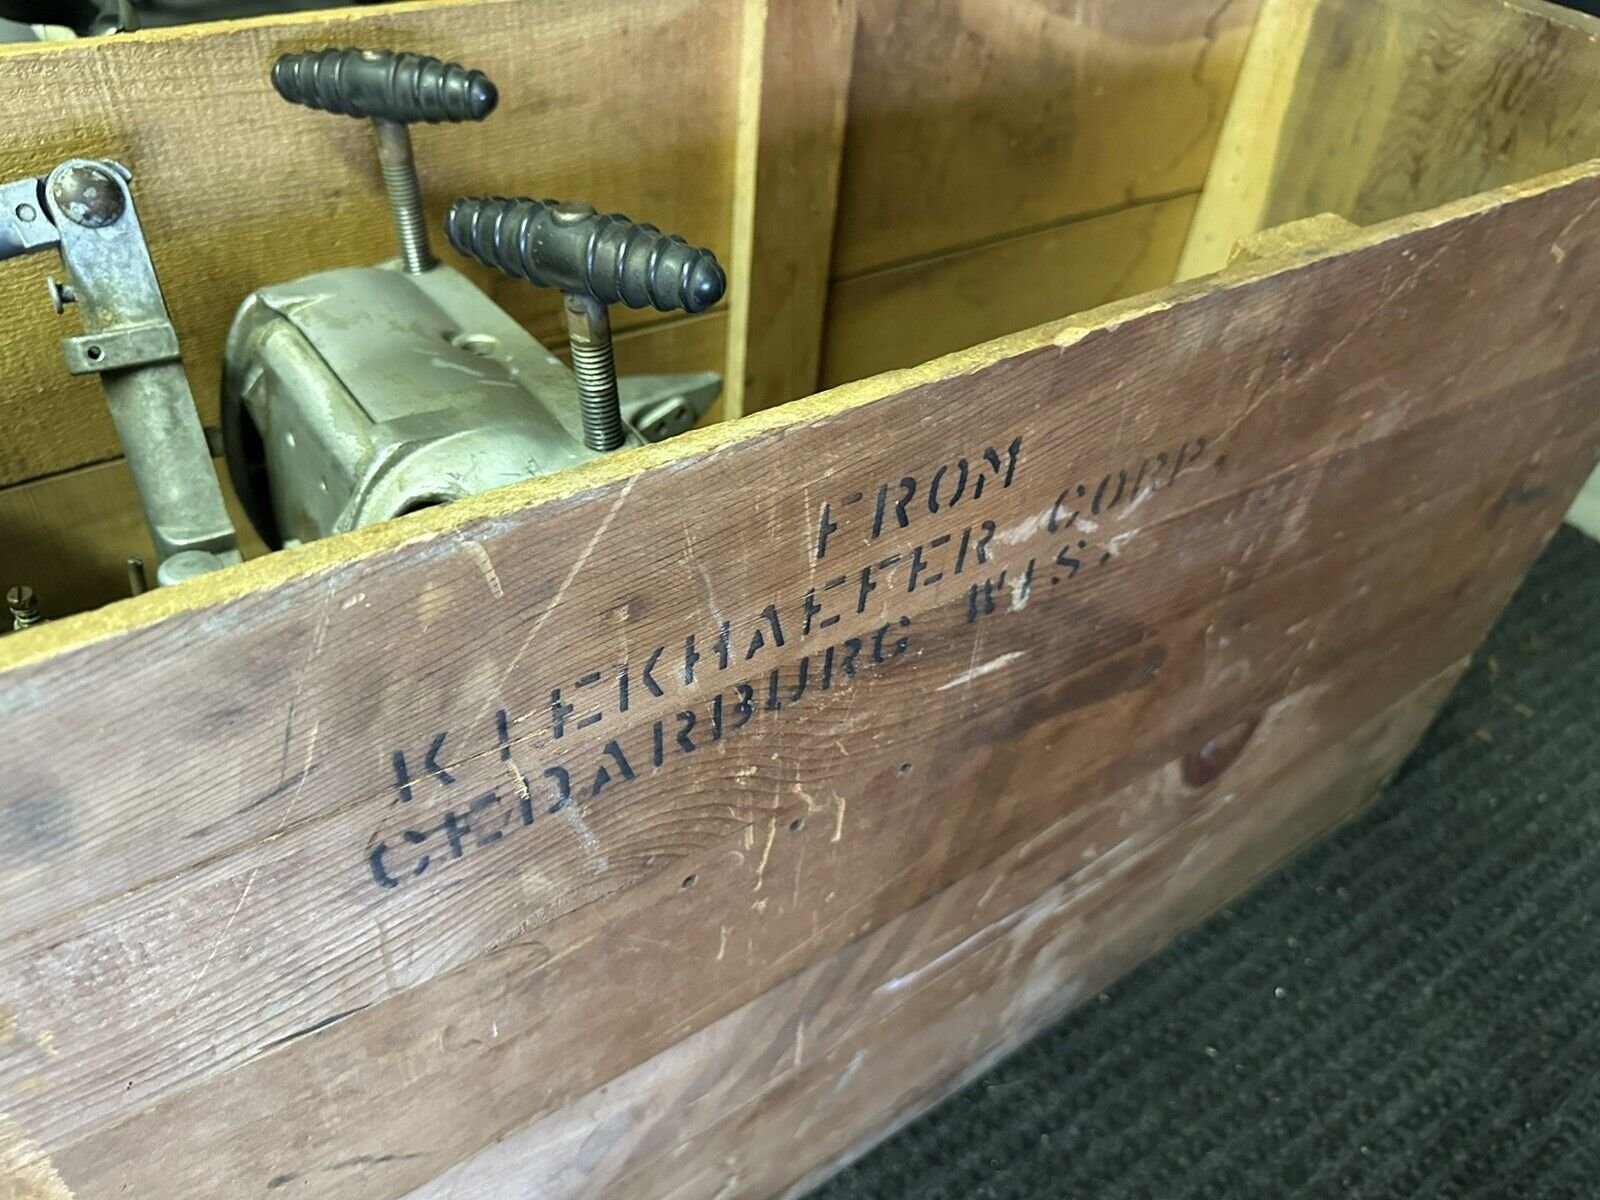 FROM
KIEKHAEFER CORP.
CEDARBURG. WIS.